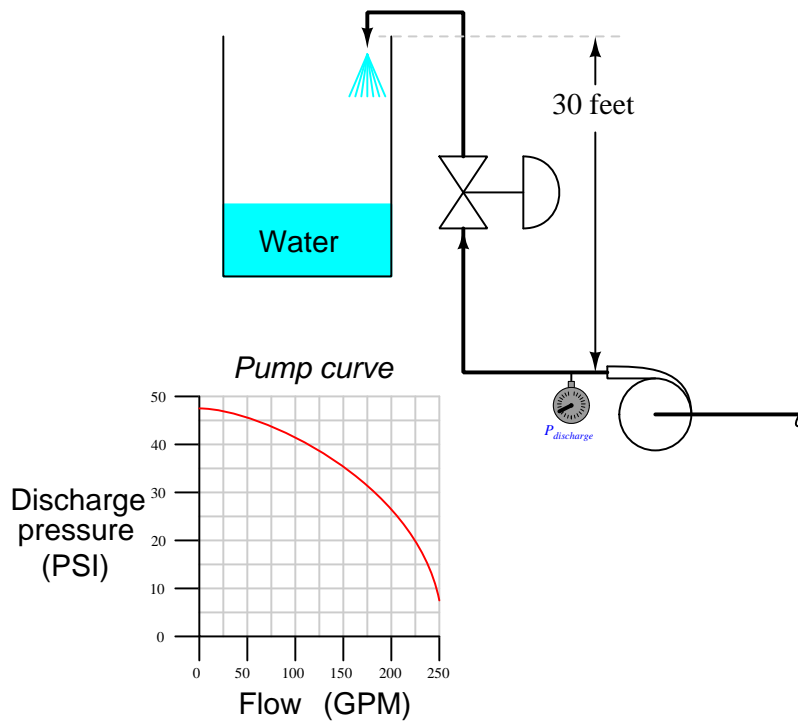 30 feet
Water
P discharge
Pump curve
Discharge
pressure
(PSI)
50
40
30
20
10
0
0 50 100 150 200 250
Flow (GPM)